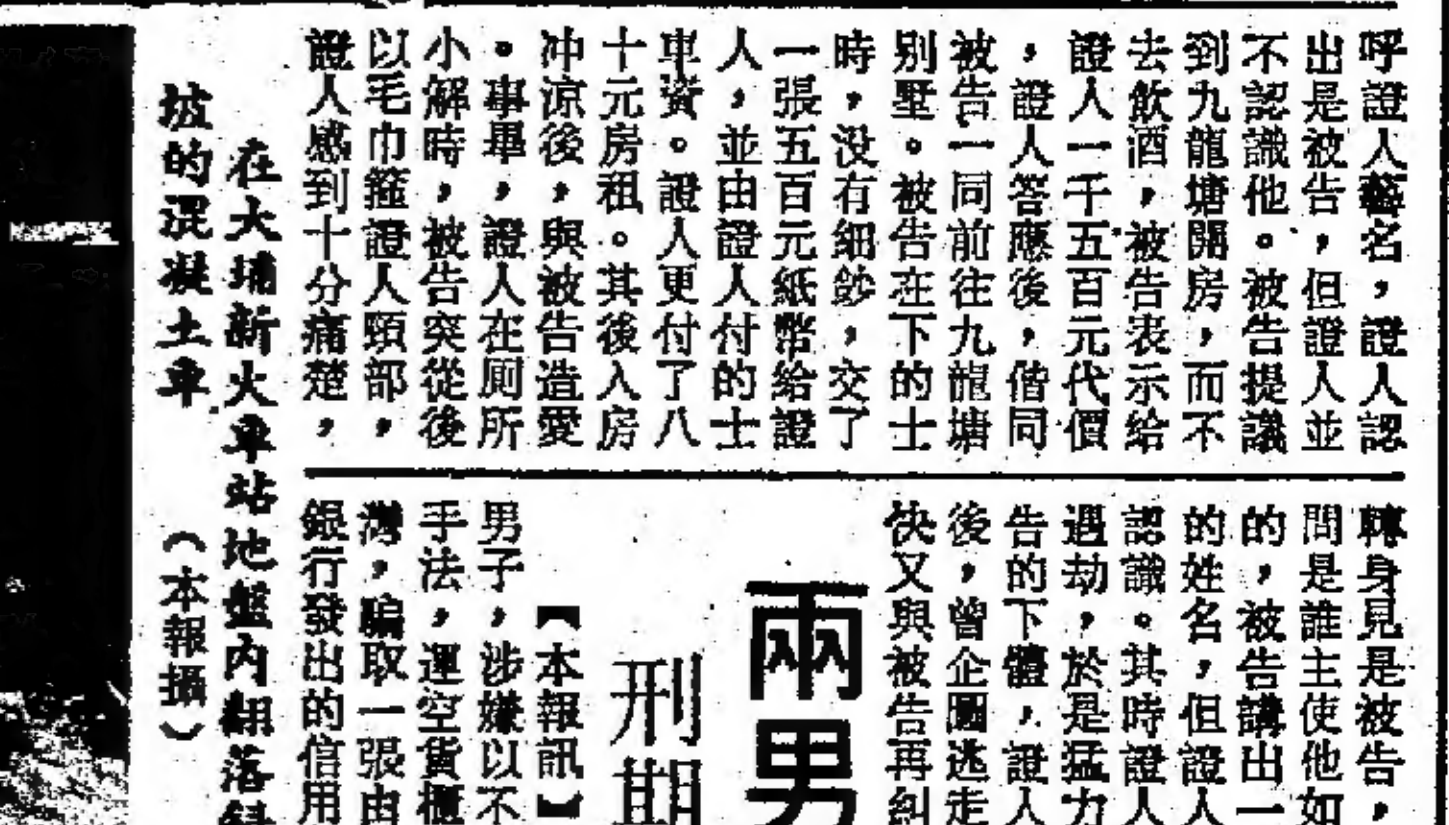 呼證人藝名，證人認
出是被告，但證人並
不認識他。被告提議
到九龍塘開房，而不
去飲酒，被告表示給
證人一千五百元代價
，證人答應後，偕同
被告一同前往九龍塘
别墅。被告在下的士
時，没有細鈔，交了
一張五百元紙幣給證
人，並由證人付的士
車資。證人更付了八
十元房租。其後入房
冲涼後，與被告造愛
。事畢，證人在厠所
小解時，被告突從後
以毛巾箍證人頸部，
證人感到十分痛楚，
轉身見是被告，
問是誰主使他如
的，被告講出一
的姓名，但證人
認識。其時證人
遇劫，於是猛力
告的下體，證人
後，曾企圖逃走
快又與被告再糾
兩男
刑期
【本報訊】
男子，涉嫌以不
手法，運空貨櫃
灣，騙取一張由
銀行發出的信用
在大埔新火車站地盤内翻落斜
坡的混凝土車
（本報攝）